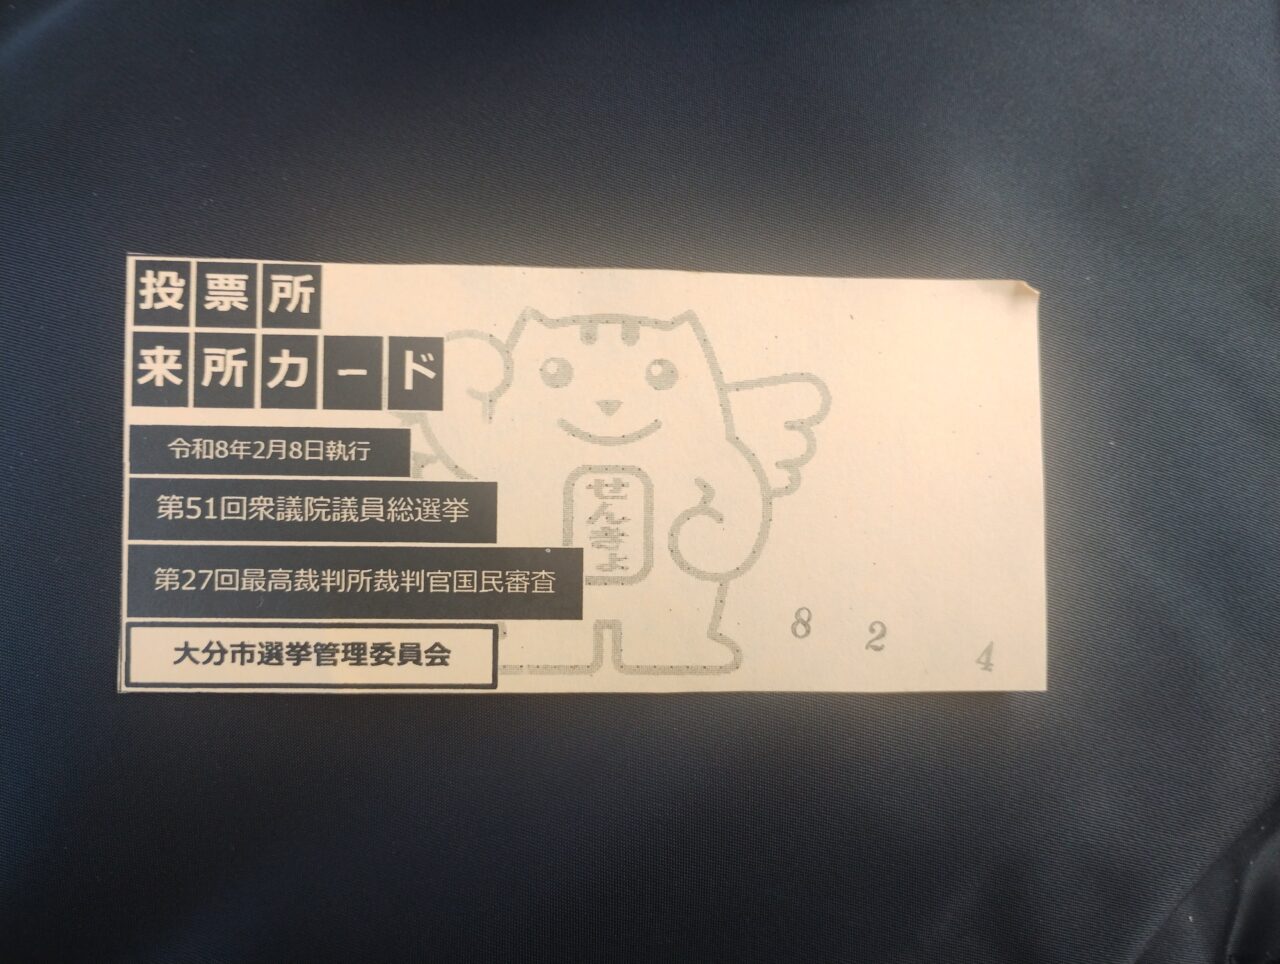 投票所
来所カード
令和8年2月8日執行
第51回衆議院議員総選挙
第27回最高裁判所裁判官国民審査
大分市選挙管理委員会
せんきょ
8 2 4